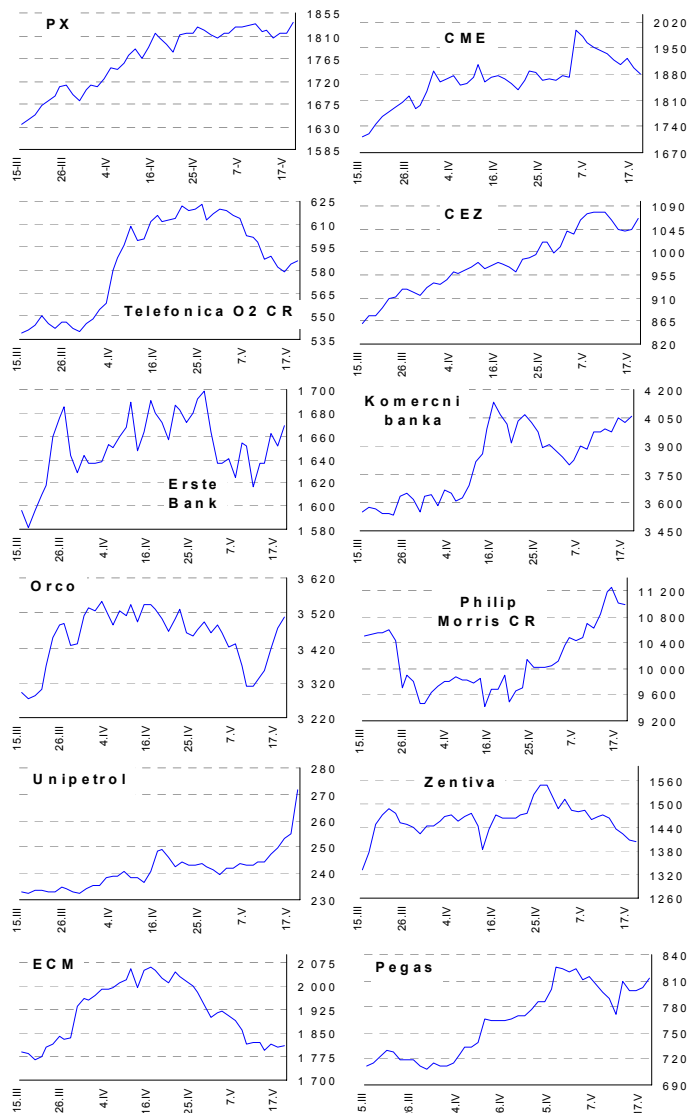 PX
1855
1810
1765
1720
1675
1630
1585
15-III
26-III
4-IV
16-IV
25-IV
7-V
17-V
CME
2020
1950
1880
1810
1740
1670
15.III
26.III
4.IV
16.IV
25.IV
7.V
17.V
Telefonica O2 CR
625
610
595
580
565
550
535
15.III
26.III
4.IV
16.IV
25.IV
7.V
17.V
CEZ
1090
1045
1000
955
910
865
820
15.III
26.III
4.IV
16.IV
25.IV
7.V
17.V
Erste
Bank
1 700
1 680
1 660
1 640
1 620
1 600
1 580
15.III
26.III
4.IV
16.IV
25.IV
7.V
17.V
Komercni
banka
4 200
4 050
3 900
3 750
3 600
3 450
15.III
26.III
4.IV
16.IV
25.IV
7.V
17.V
Orco
3 620
3 520
3 420
3 320
3 220
15.III
26.III
4.IV
16.IV
25.IV
7.V
17.V
Philip
Morris CR
11 200
10 800
10 400
10 000
9 600
9 200
15.III
26.III
4.IV
16.IV
25.IV
7.V
17.V
Unipetrol
280
270
260
250
240
230
15.III
26.III
4.IV
16.IV
25.IV
7.V
17.V
Zentiva
1560
1500
1440
1380
1320
1260
15.III
26.III
4.IV
16.IV
25.IV
7.V
17.V
ECM
2 075
2 000
1 925
1 850
1 775
1 700
15.III
26.III
4.IV
16.IV
25.IV
7.V
17.V
Pegas
840
810
780
750
720
690
5.III
26.III
4.IV
6.IV
5.IV
7.V
17.V